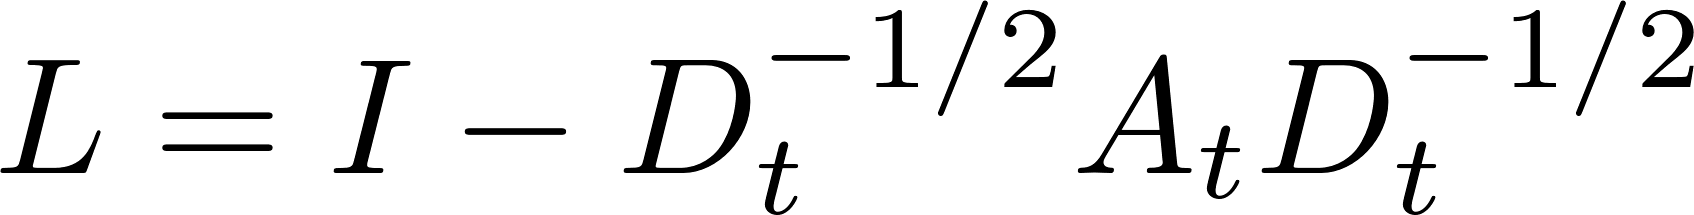 L = I − D_t^{−1/2} A_t D_t^{−1/2}